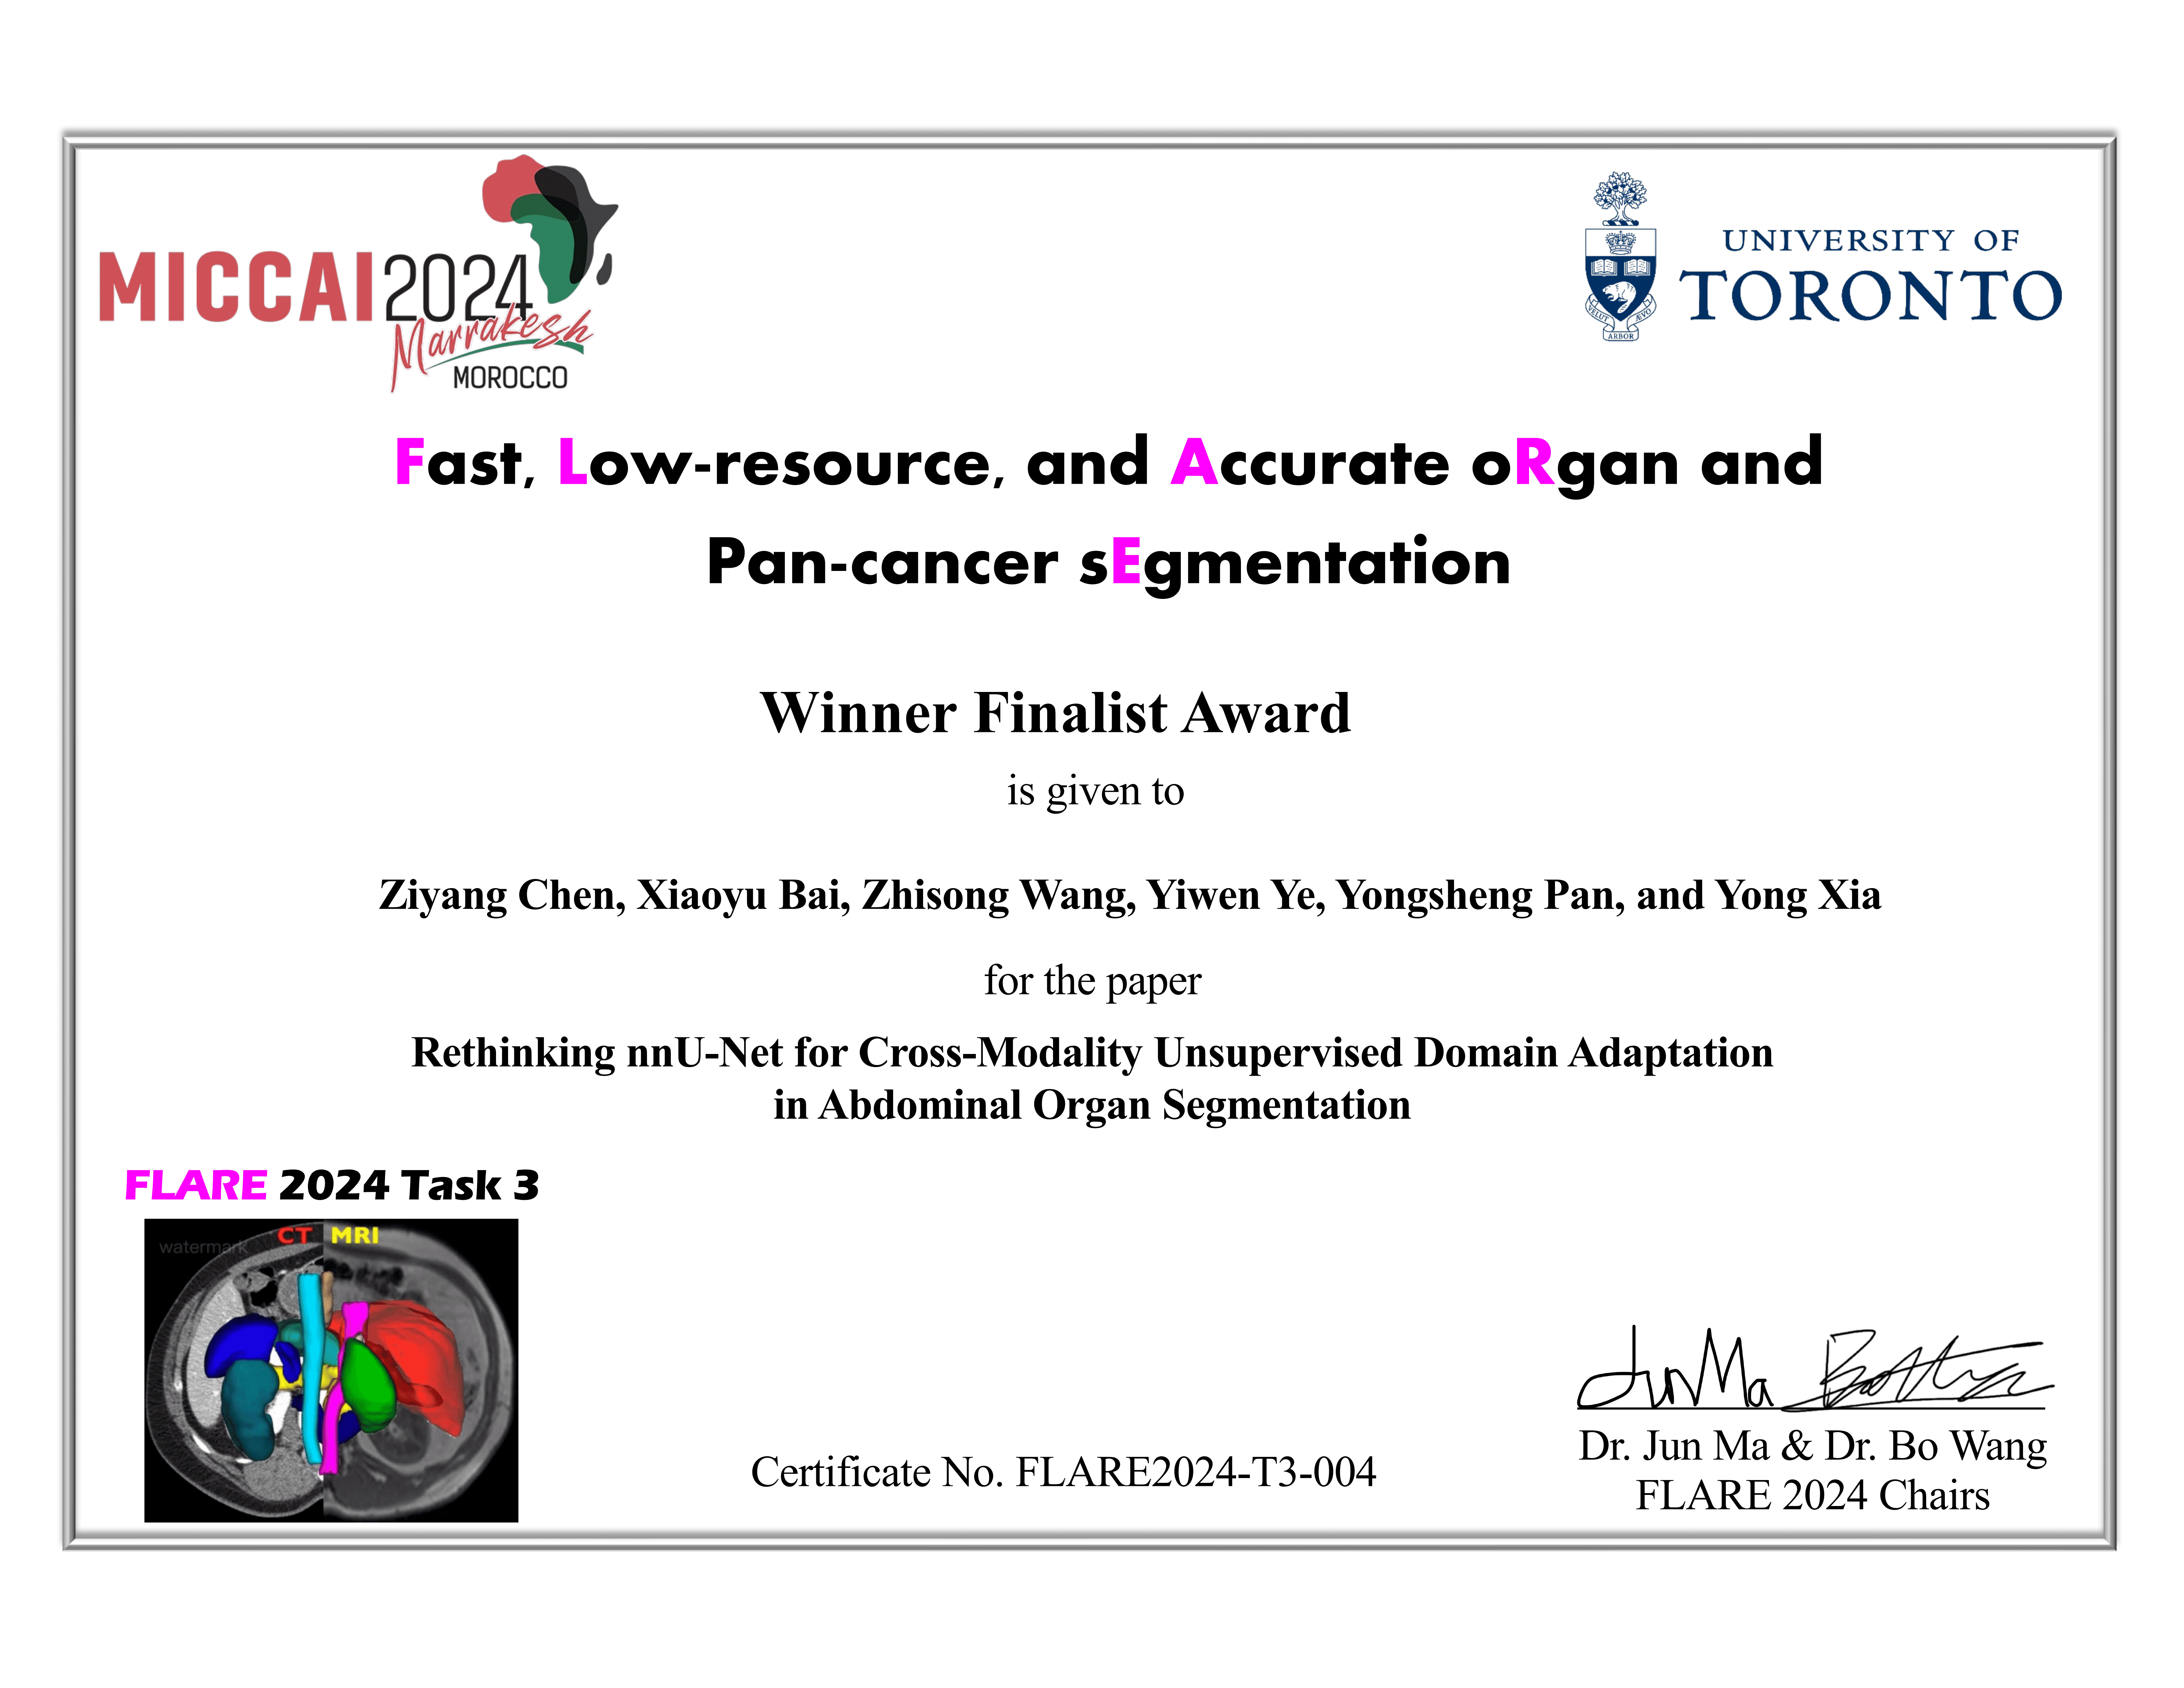 MICCAI2024
Marrakesh
MOROCCO
UNIVERSITY OF
TORONTO
VELUT ARBOR ÆVO
Fast, Low-resource, and Accurate oRgan and
Pan-cancer sEgmentation
Winner Finalist Award
is given to
Ziyang Chen, Xiaoyu Bai, Zhisong Wang, Yiwen Ye, Yongsheng Pan, and Yong Xia
for the paper
Rethinking nnU-Net for Cross-Modality Unsupervised Domain Adaptation
in Abdominal Organ Segmentation
FLARE 2024 Task 3
watermark
CT MRI
Jun Ma Bo Wang
Dr. Jun Ma & Dr. Bo Wang
FLARE 2024 Chairs
Certificate No. FLARE2024-T3-004